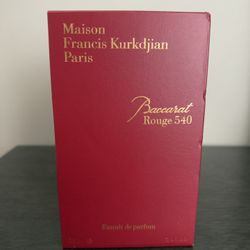 Maison
Francis Kurkdjian
Paris
Baccarat
Rouge 540
Extrait de parfum